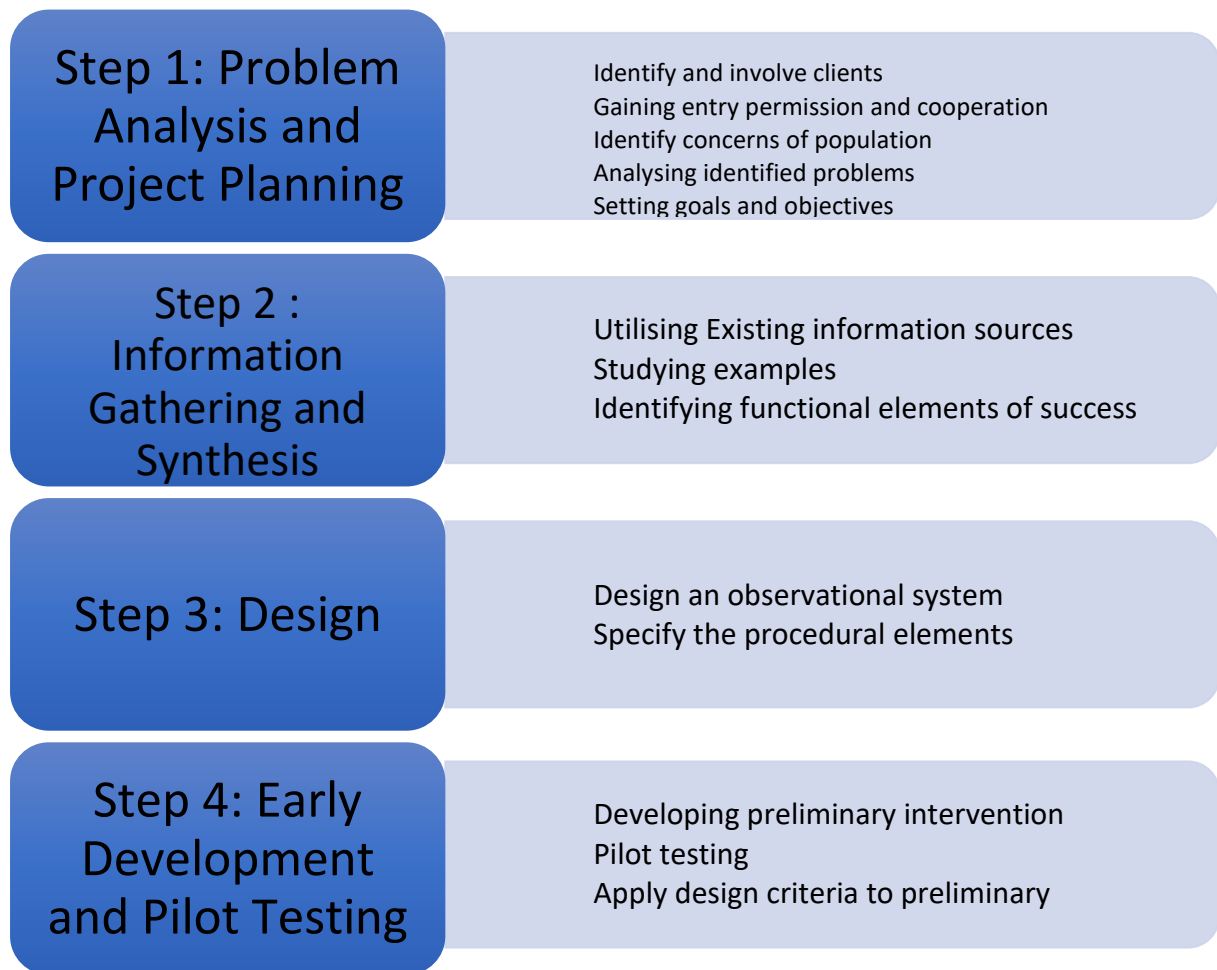 Step 1: Problem
Analysis and
Project Planning
Identify and involve clients
Gaining entry permission and cooperation
Identify concerns of population
Analysing identified problems
Setting goals and objectives
Step 2 :
Information
Gathering and
Synthesis
Utilising Existing information sources
Studying examples
Identifying functional elements of success
Step 3: Design
Design an observational system
Specify the procedural elements
Step 4: Early
Development
and Pilot Testing
Developing preliminary intervention
Pilot testing
Apply design criteria to preliminary